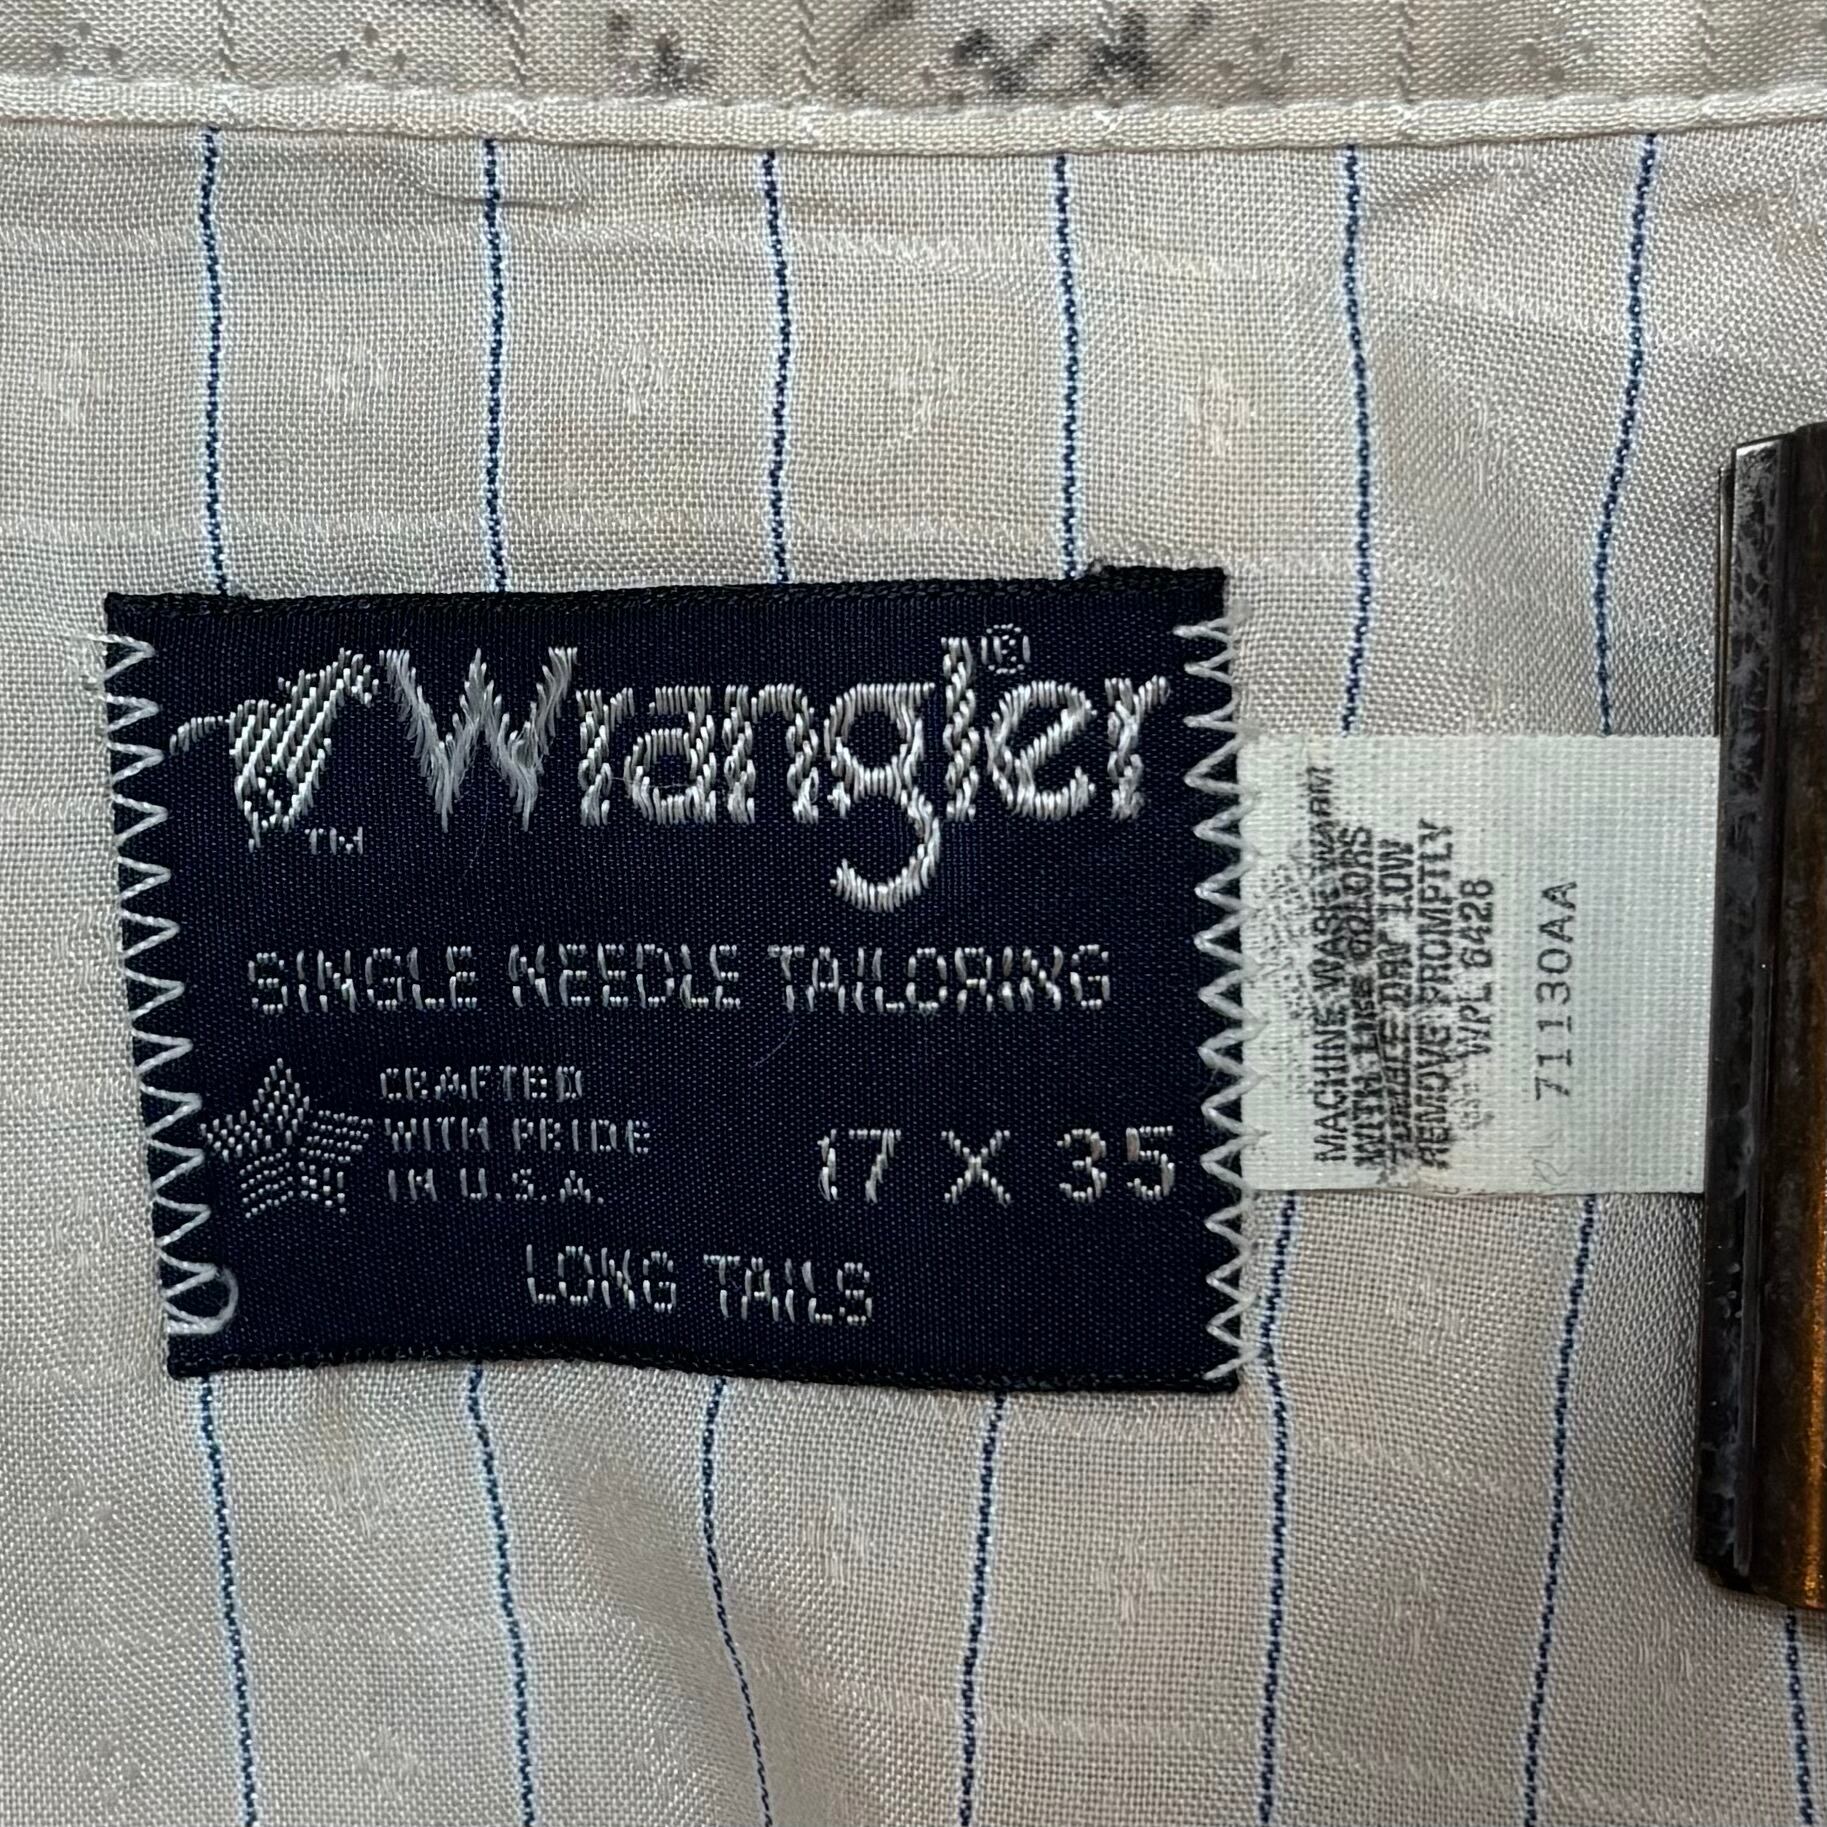 Wrangler®
TM
SINGLE NEEDLE TAILORING
CRAFTED
WITH PRIDE
IN U.S.A.
17 X 35
LONG TAILS
MACHINE WASH WARM
WITH LIKE COLORS
TUMBLE DRY LOW
REMOVE PROMPTLY
WPL 6428
71130AA